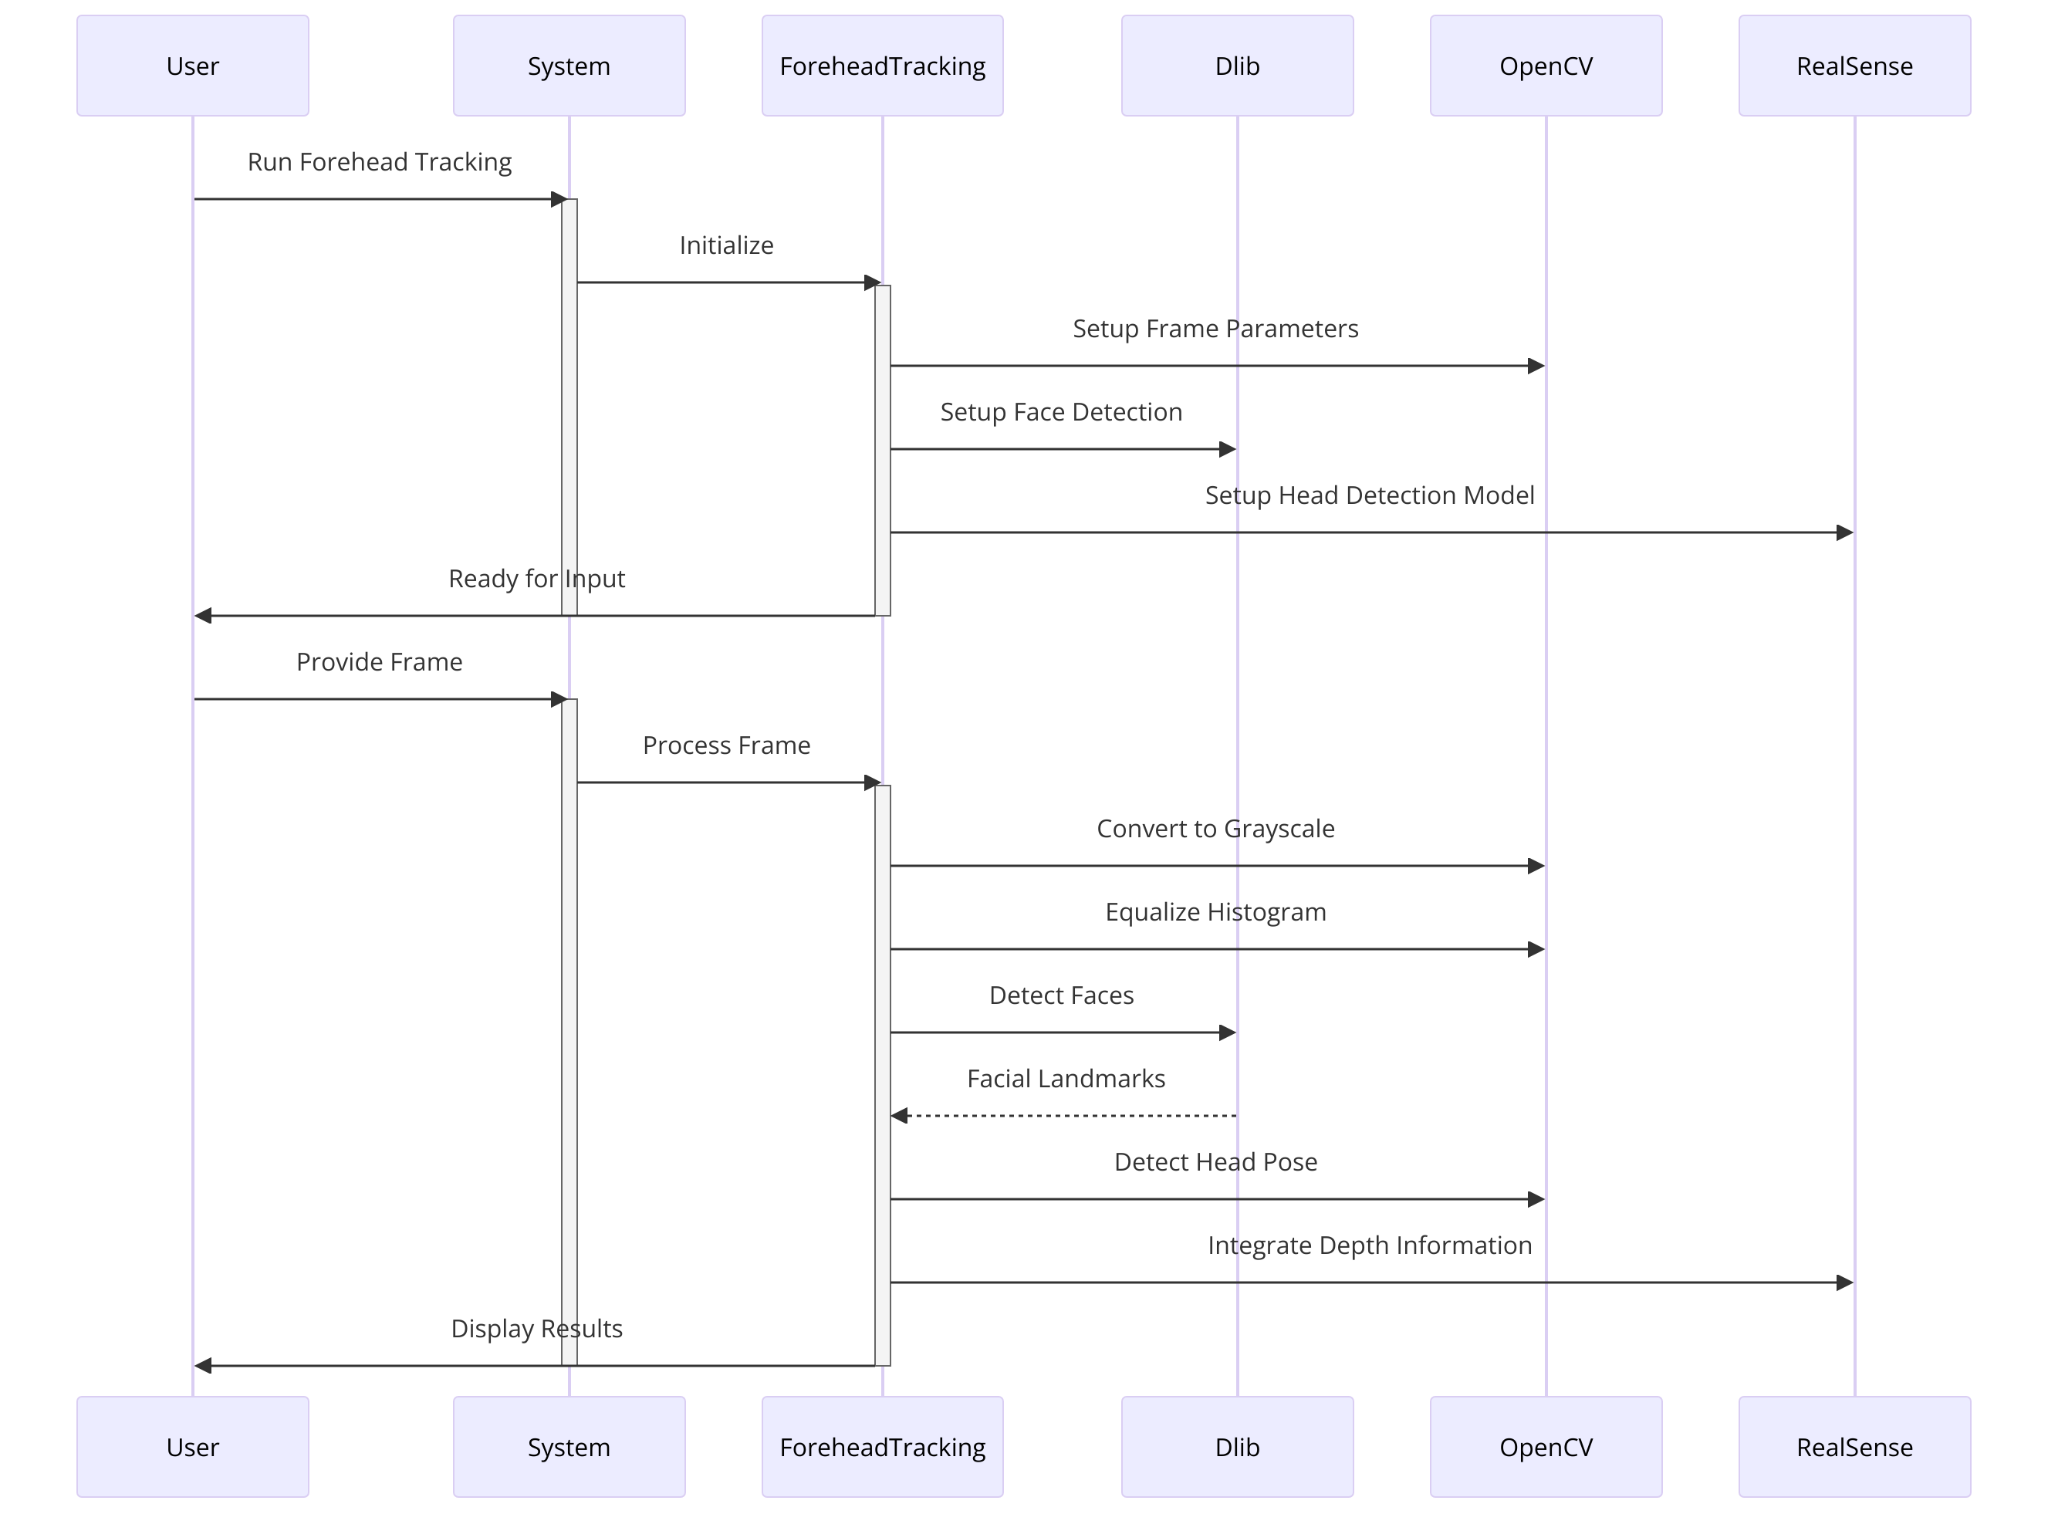 User
System
ForeheadTracking
Dlib
OpenCV
RealSense
Run Forehead Tracking
Initialize
Setup Frame Parameters
Setup Face Detection
Setup Head Detection Model
Ready for Input
Provide Frame
Process Frame
Convert to Grayscale
Equalize Histogram
Detect Faces
Facial Landmarks
Detect Head Pose
Integrate Depth Information
Display Results
User
System
ForeheadTracking
Dlib
OpenCV
RealSense